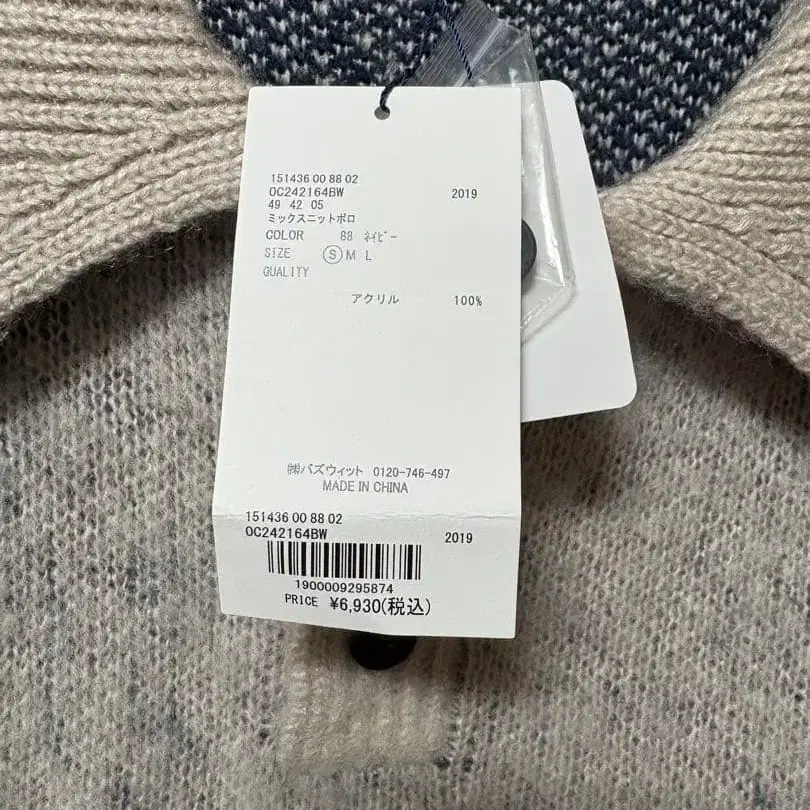 151436 00 88 02
OC242164BW 2019
49 42 05
ミックスニットポロ
COLOR 88 ネイビー
SIZE Ⓢ M L
QUALITY
アクリル 100%
㈱バズウィット 0120-746-497
MADE IN CHINA
151436 00 88 02
OC242164BW 2019
1900009295874
PRICE ¥6,930(税込)